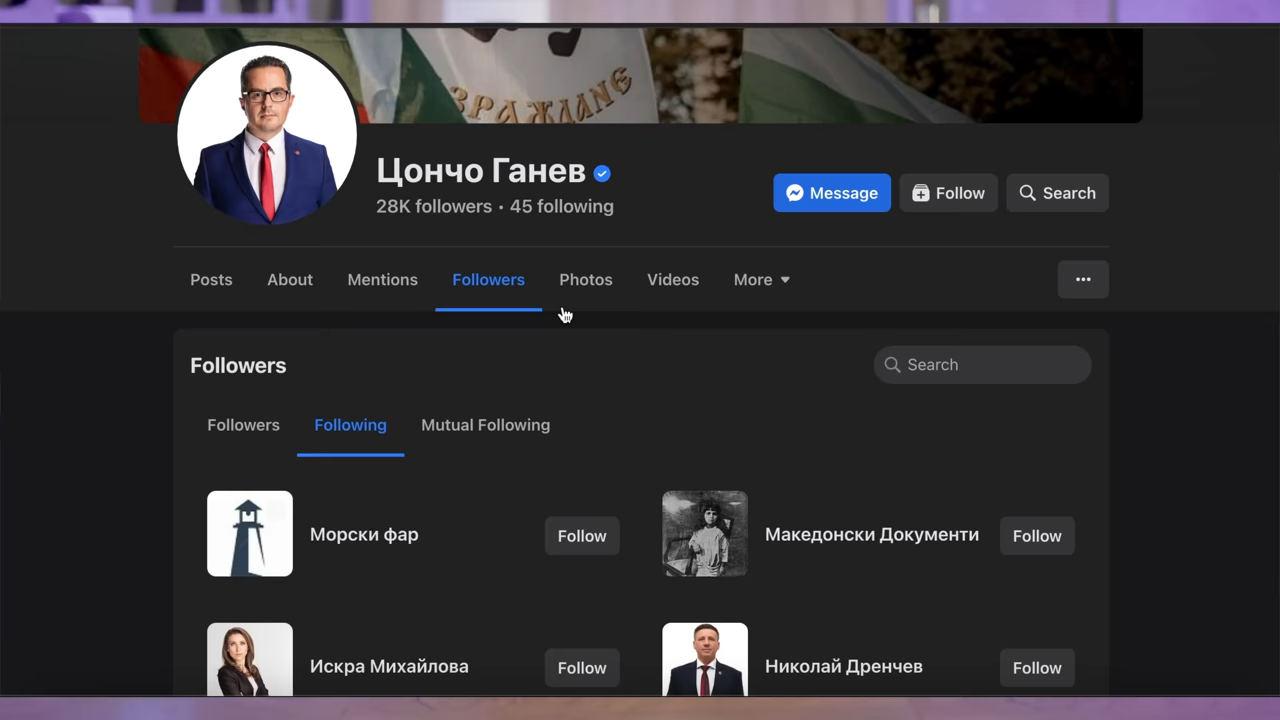 ЗРАЖДАНЕ
Цончо Ганев
28K followers • 45 following
Message
Follow
Search
Posts
About
Mentions
Followers
Photos
Videos
More
Followers
Search
Followers
Following
Mutual Following
Морски фар
Follow
Македонски Документи
Follow
Искра Михайлова
Follow
Николай Дренчев
Follow